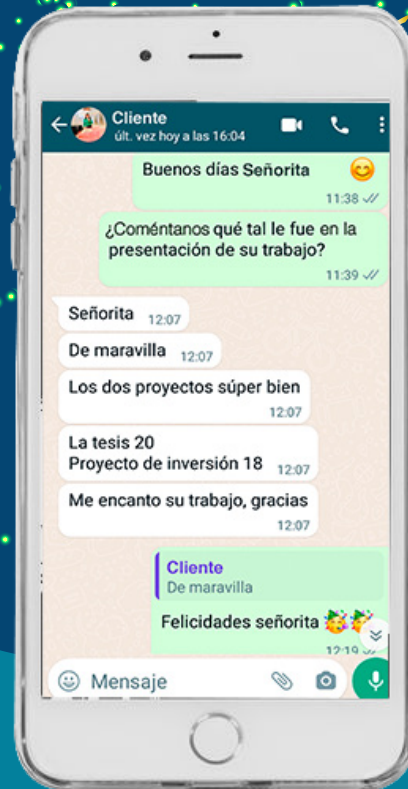 Cliente
últ. vez hoy a las 16:04
Buenos días Señorita 😊
11:38
¿Coméntanos qué tal le fue en la
presentación de su trabajo?
11:39
Señorita 12:07
De maravilla 12:07
Los dos proyectos súper bien
12:07
La tesis 20
Proyecto de inversión 18 12:07
Me encanto su trabajo, gracias
12:07
Cliente
De maravilla
Felicidades señorita 🥳🥳
12:19
Mensaje